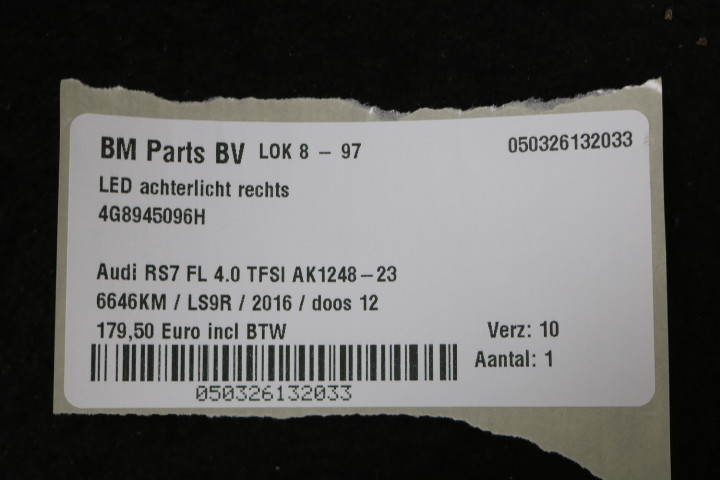 BM Parts BV LOK 8 - 97 050326132033
LED achterlicht rechts
4G8945096H
Audi RS7 FL 4.0 TFSI AK1248-23
6646KM / LS9R / 2016 / doos 12
179,50 Euro incl BTW Verz: 10
Aantal: 1
050326132033